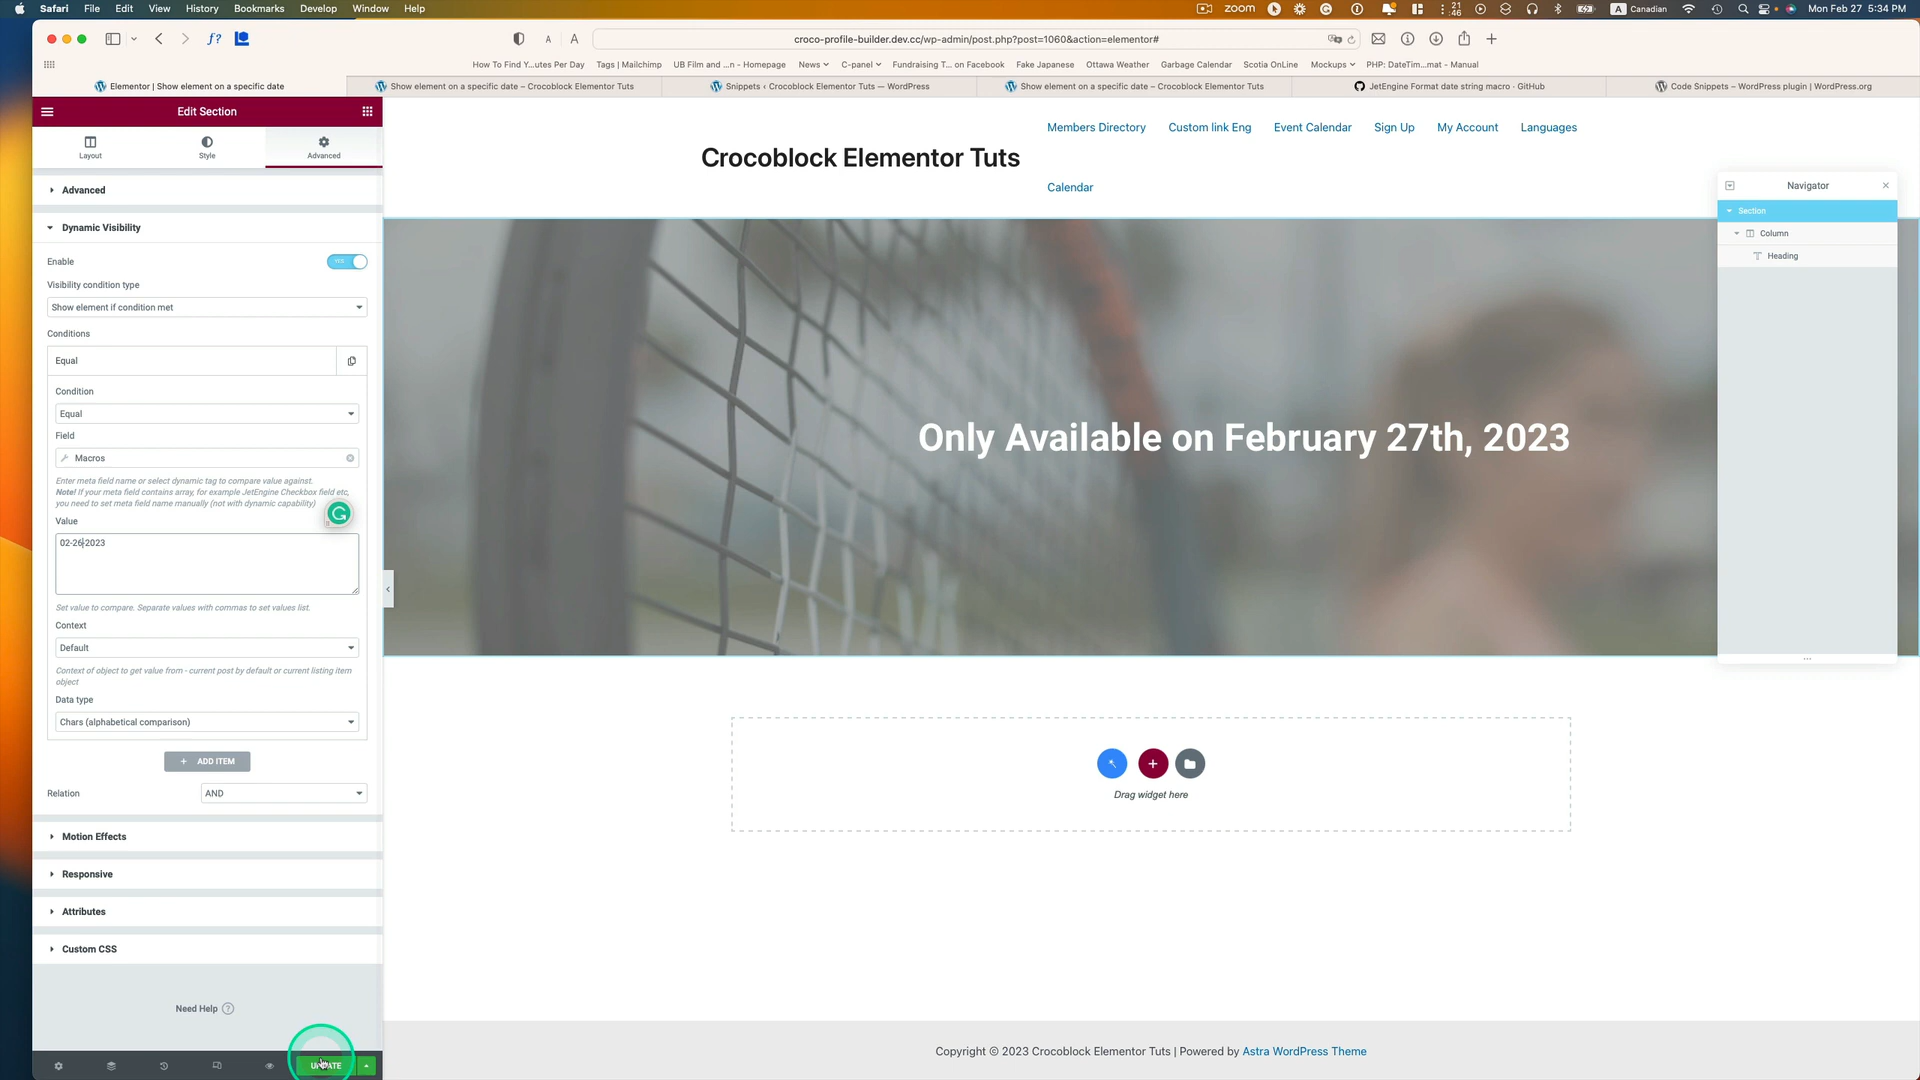 Safari File Edit View History Bookmarks Develop Window Help
zoom 21 46 A Canadian Mon Feb 27 5:34 PM
f? A A croco-profile-builder.dev.cc/wp-admin/post.php?post=1060&action=elementor#
How To Find Y...utes Per Day Tags | Mailchimp UB Film and ...n - Homepage News C-panel Fundraising T... on Facebook Fake Japanese Ottawa Weather Garbage Calendar Scotia OnLine Mockups PHP: DateTim...mat - Manual
Elementor | Show element on a specific date Show element on a specific date – Crocoblock Elementor Tuts Snippets ‹ Crocoblock Elementor Tuts — WordPress Show element on a specific date – Crocoblock Elementor Tuts JetEngine Format date string macro · GitHub Code Snippets – WordPress plugin | WordPress.org
Edit Section
Layout Style Advanced
Advanced
Dynamic Visibility
Enable YES
Visibility condition type
Show element if condition met
Conditions
Equal
Condition
Equal
Field
Macros
Enter meta field name or select dynamic tag to compare value against.
Note! If your meta field contains array, for example JetEngine Checkbox field etc,
you need to set meta field name manually (not with dynamic capability)
Value
02-26-2023
Set value to compare. Separate values with commas to set values list.
Context
Default
Context of object to get value from - current post by default or current listing item
object
Data type
Chars (alphabetical comparison)
+ ADD ITEM
Relation AND
Motion Effects
Responsive
Attributes
Custom CSS
Need Help ?
UPDATE
Members Directory Custom link Eng Event Calendar Sign Up My Account Languages
Crocoblock Elementor Tuts
Calendar
Only Available on February 27th, 2023
Navigator
Section
Column
Heading
Drag widget here
Copyright © 2023 Crocoblock Elementor Tuts | Powered by Astra WordPress Theme